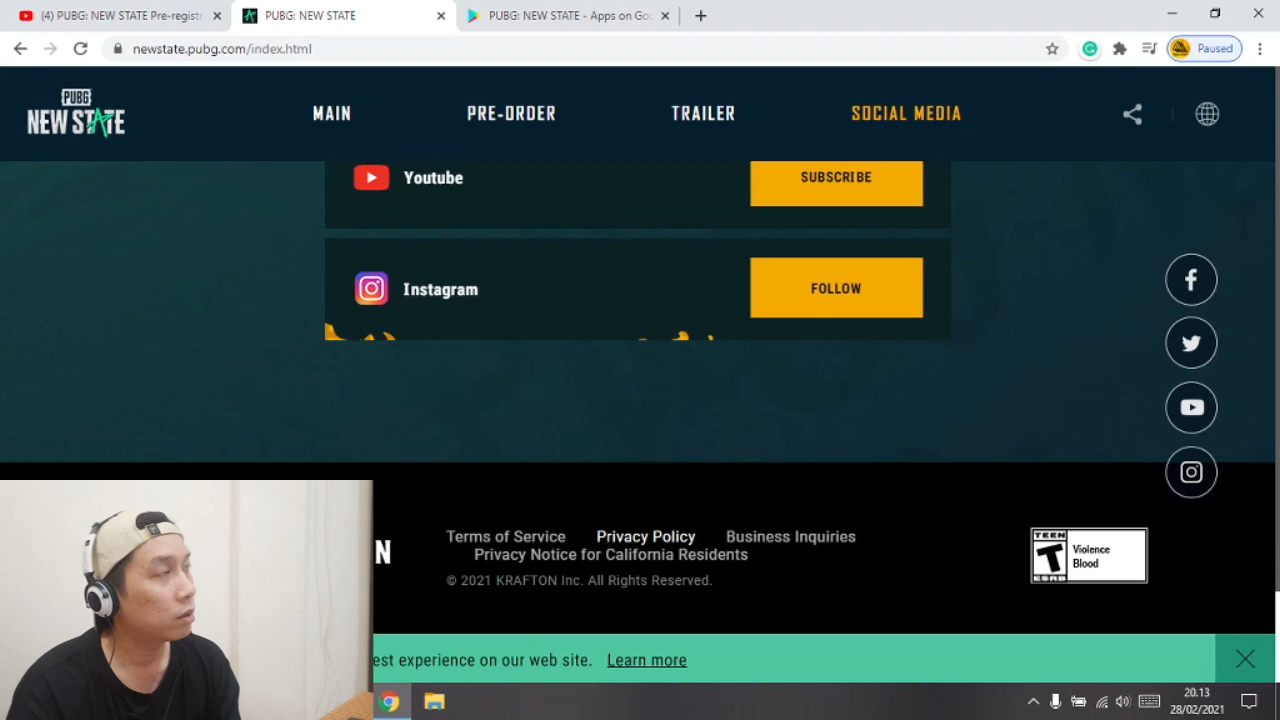 (4) PUBG: NEW STATE Pre-registr
PUBG: NEW STATE
PUBG: NEW STATE - Apps on Goo
newstate.pubg.com/index.html
Paused
PUBG
NEW STATE
MAIN
PRE-ORDER
TRAILER
SOCIAL MEDIA
Youtube
SUBSCRIBE
Instagram
FOLLOW
N
Terms of Service
Privacy Policy
Business Inquiries
Privacy Notice for California Residents
© 2021 KRAFTON Inc. All Rights Reserved.
TEEN
T
ESRB
Violence
Blood
est experience on our web site. Learn more
20.13
28/02/2021